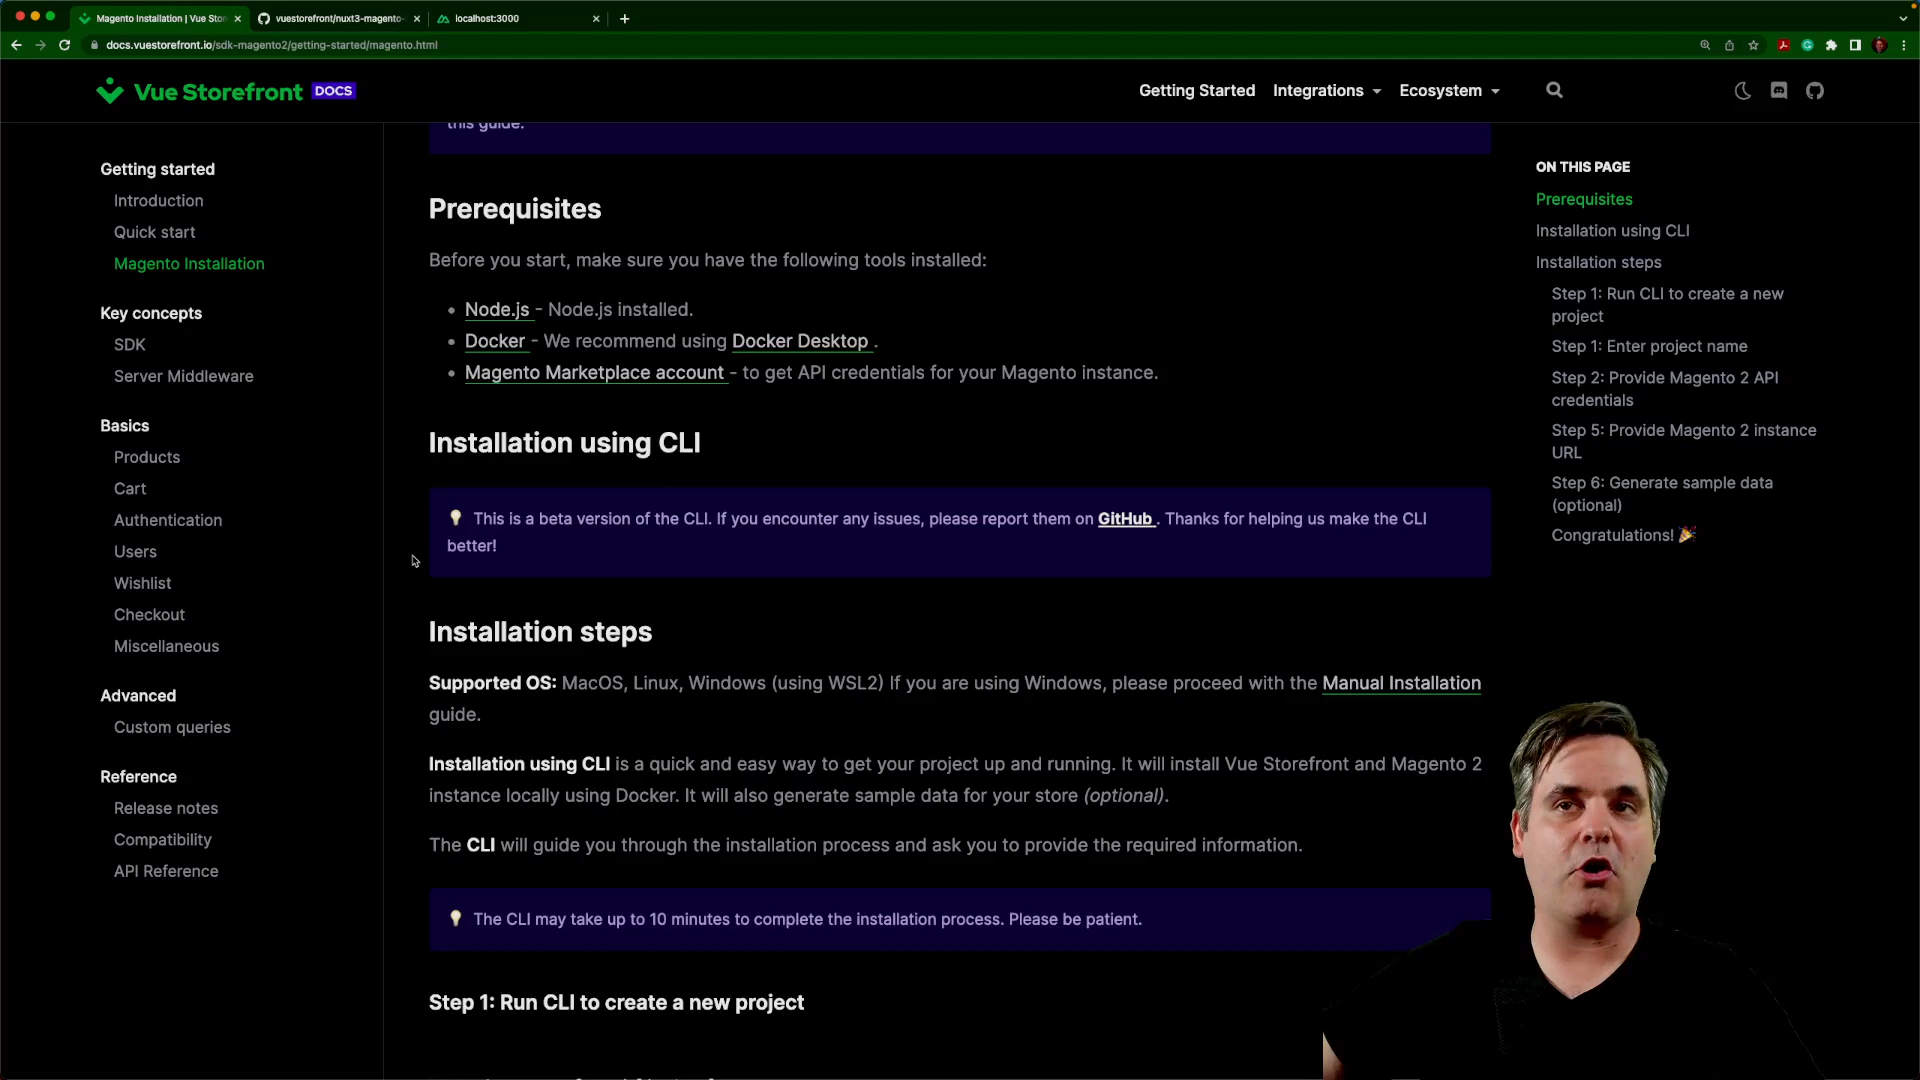 Magento Installation | Vue Stor
vuestorefront/nuxt3-magento-
localhost:3000
docs.vuestorefront.io/sdk-magento2/getting-started/magento.html
Vue Storefront DOCS
Getting Started
Integrations
Ecosystem
Getting started
Introduction
Quick start
Magento Installation
Key concepts
SDK
Server Middleware
Basics
Products
Cart
Authentication
Users
Wishlist
Checkout
Miscellaneous
Advanced
Custom queries
Reference
Release notes
Compatibility
API Reference
this guide.
Prerequisites
Before you start, make sure you have the following tools installed:
• Node.js - Node.js installed.
• Docker - We recommend using Docker Desktop .
• Magento Marketplace account - to get API credentials for your Magento instance.
Installation using CLI
💡 This is a beta version of the CLI. If you encounter any issues, please report them on GitHub . Thanks for helping us make the CLI
better!
Installation steps
Supported OS: MacOS, Linux, Windows (using WSL2) If you are using Windows, please proceed with the Manual Installation
guide.
Installation using CLI is a quick and easy way to get your project up and running. It will install Vue Storefront and Magento 2
instance locally using Docker. It will also generate sample data for your store (optional).
The CLI will guide you through the installation process and ask you to provide the required information.
💡 The CLI may take up to 10 minutes to complete the installation process. Please be patient.
Step 1: Run CLI to create a new project
ON THIS PAGE
Prerequisites
Installation using CLI
Installation steps
Step 1: Run CLI to create a new
project
Step 1: Enter project name
Step 2: Provide Magento 2 API
credentials
Step 5: Provide Magento 2 instance
URL
Step 6: Generate sample data
(optional)
Congratulations! 🎉